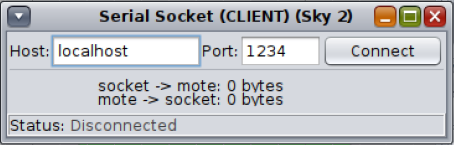 Serial Socket (CLIENT) (Sky 2)
Host: localhost Port: 1234 Connect
socket -> mote: 0 bytes
mote -> socket: 0 bytes
Status: Disconnected